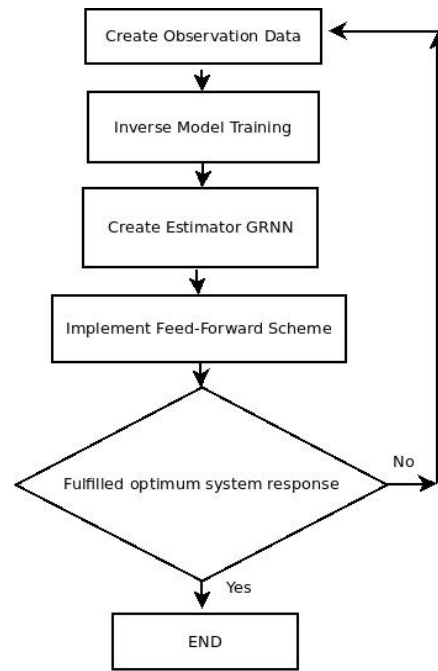 Create Observation Data
Inverse Model Training
Create Estimator GRNN
Implement Feed-Forward Scheme
Fulfilled optimum system response
No
Yes
END